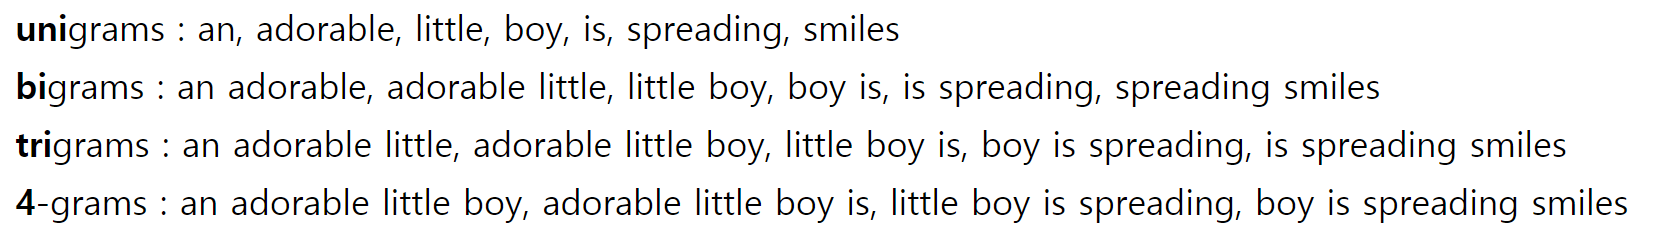 unigrams : an, adorable, little, boy, is, spreading, smiles
bigrams : an adorable, adorable little, little boy, boy is, is spreading, spreading smiles
trigrams : an adorable little, adorable little boy, little boy is, boy is spreading, is spreading smiles
4-grams : an adorable little boy, adorable little boy is, little boy is spreading, boy is spreading smiles